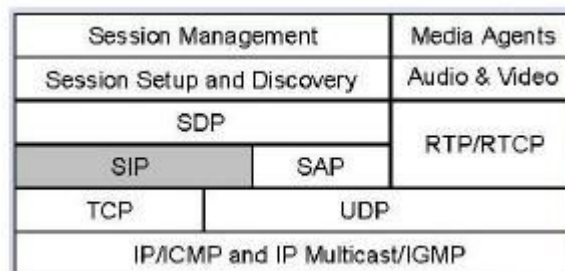 Session Management Media Agents
Session Setup and Discovery Audio & Video
SDP
RTP/RTCP
SIP SAP
TCP UDP
IP/ICMP and IP Multicast/IGMP